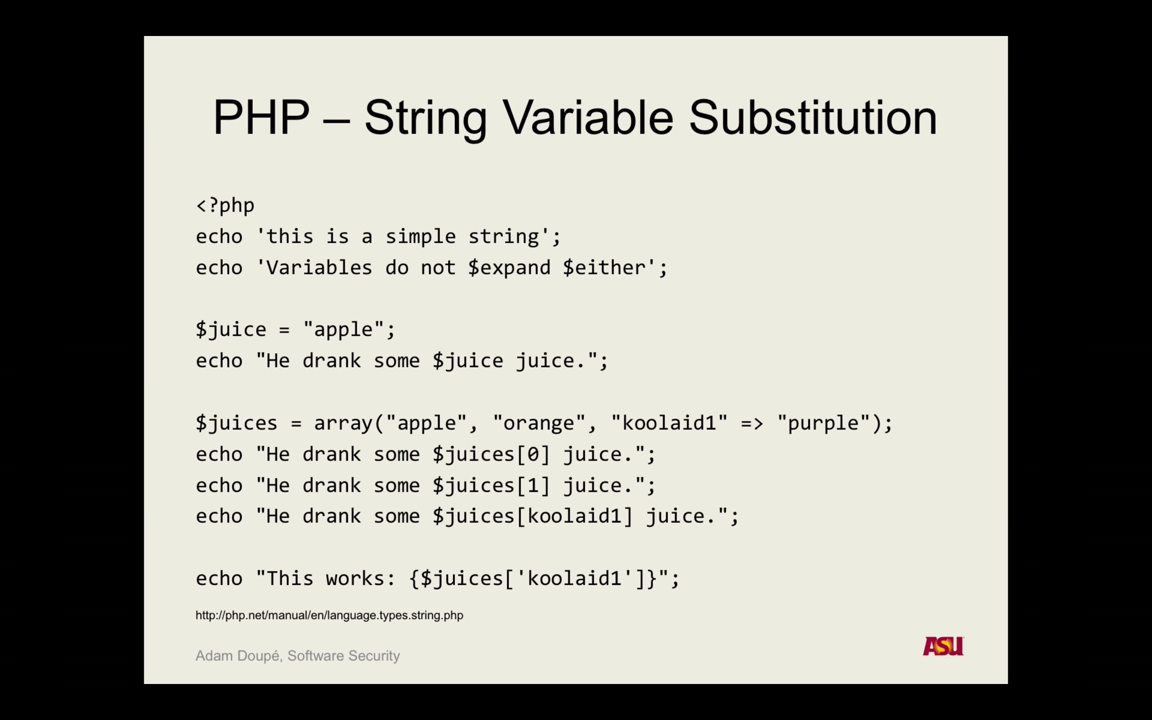 PHP – String Variable Substitution
<?php
echo 'this is a simple string';
echo 'Variables do not $expand $either';
$juice = "apple";
echo "He drank some $juice juice.";
$juices = array("apple", "orange", "koolaid1" => "purple");
echo "He drank some $juices[0] juice.";
echo "He drank some $juices[1] juice.";
echo "He drank some $juices[koolaid1] juice.";
echo "This works: {$juices['koolaid1']}";
http://php.net/manual/en/language.types.string.php
Adam Doupé, Software Security
ASU